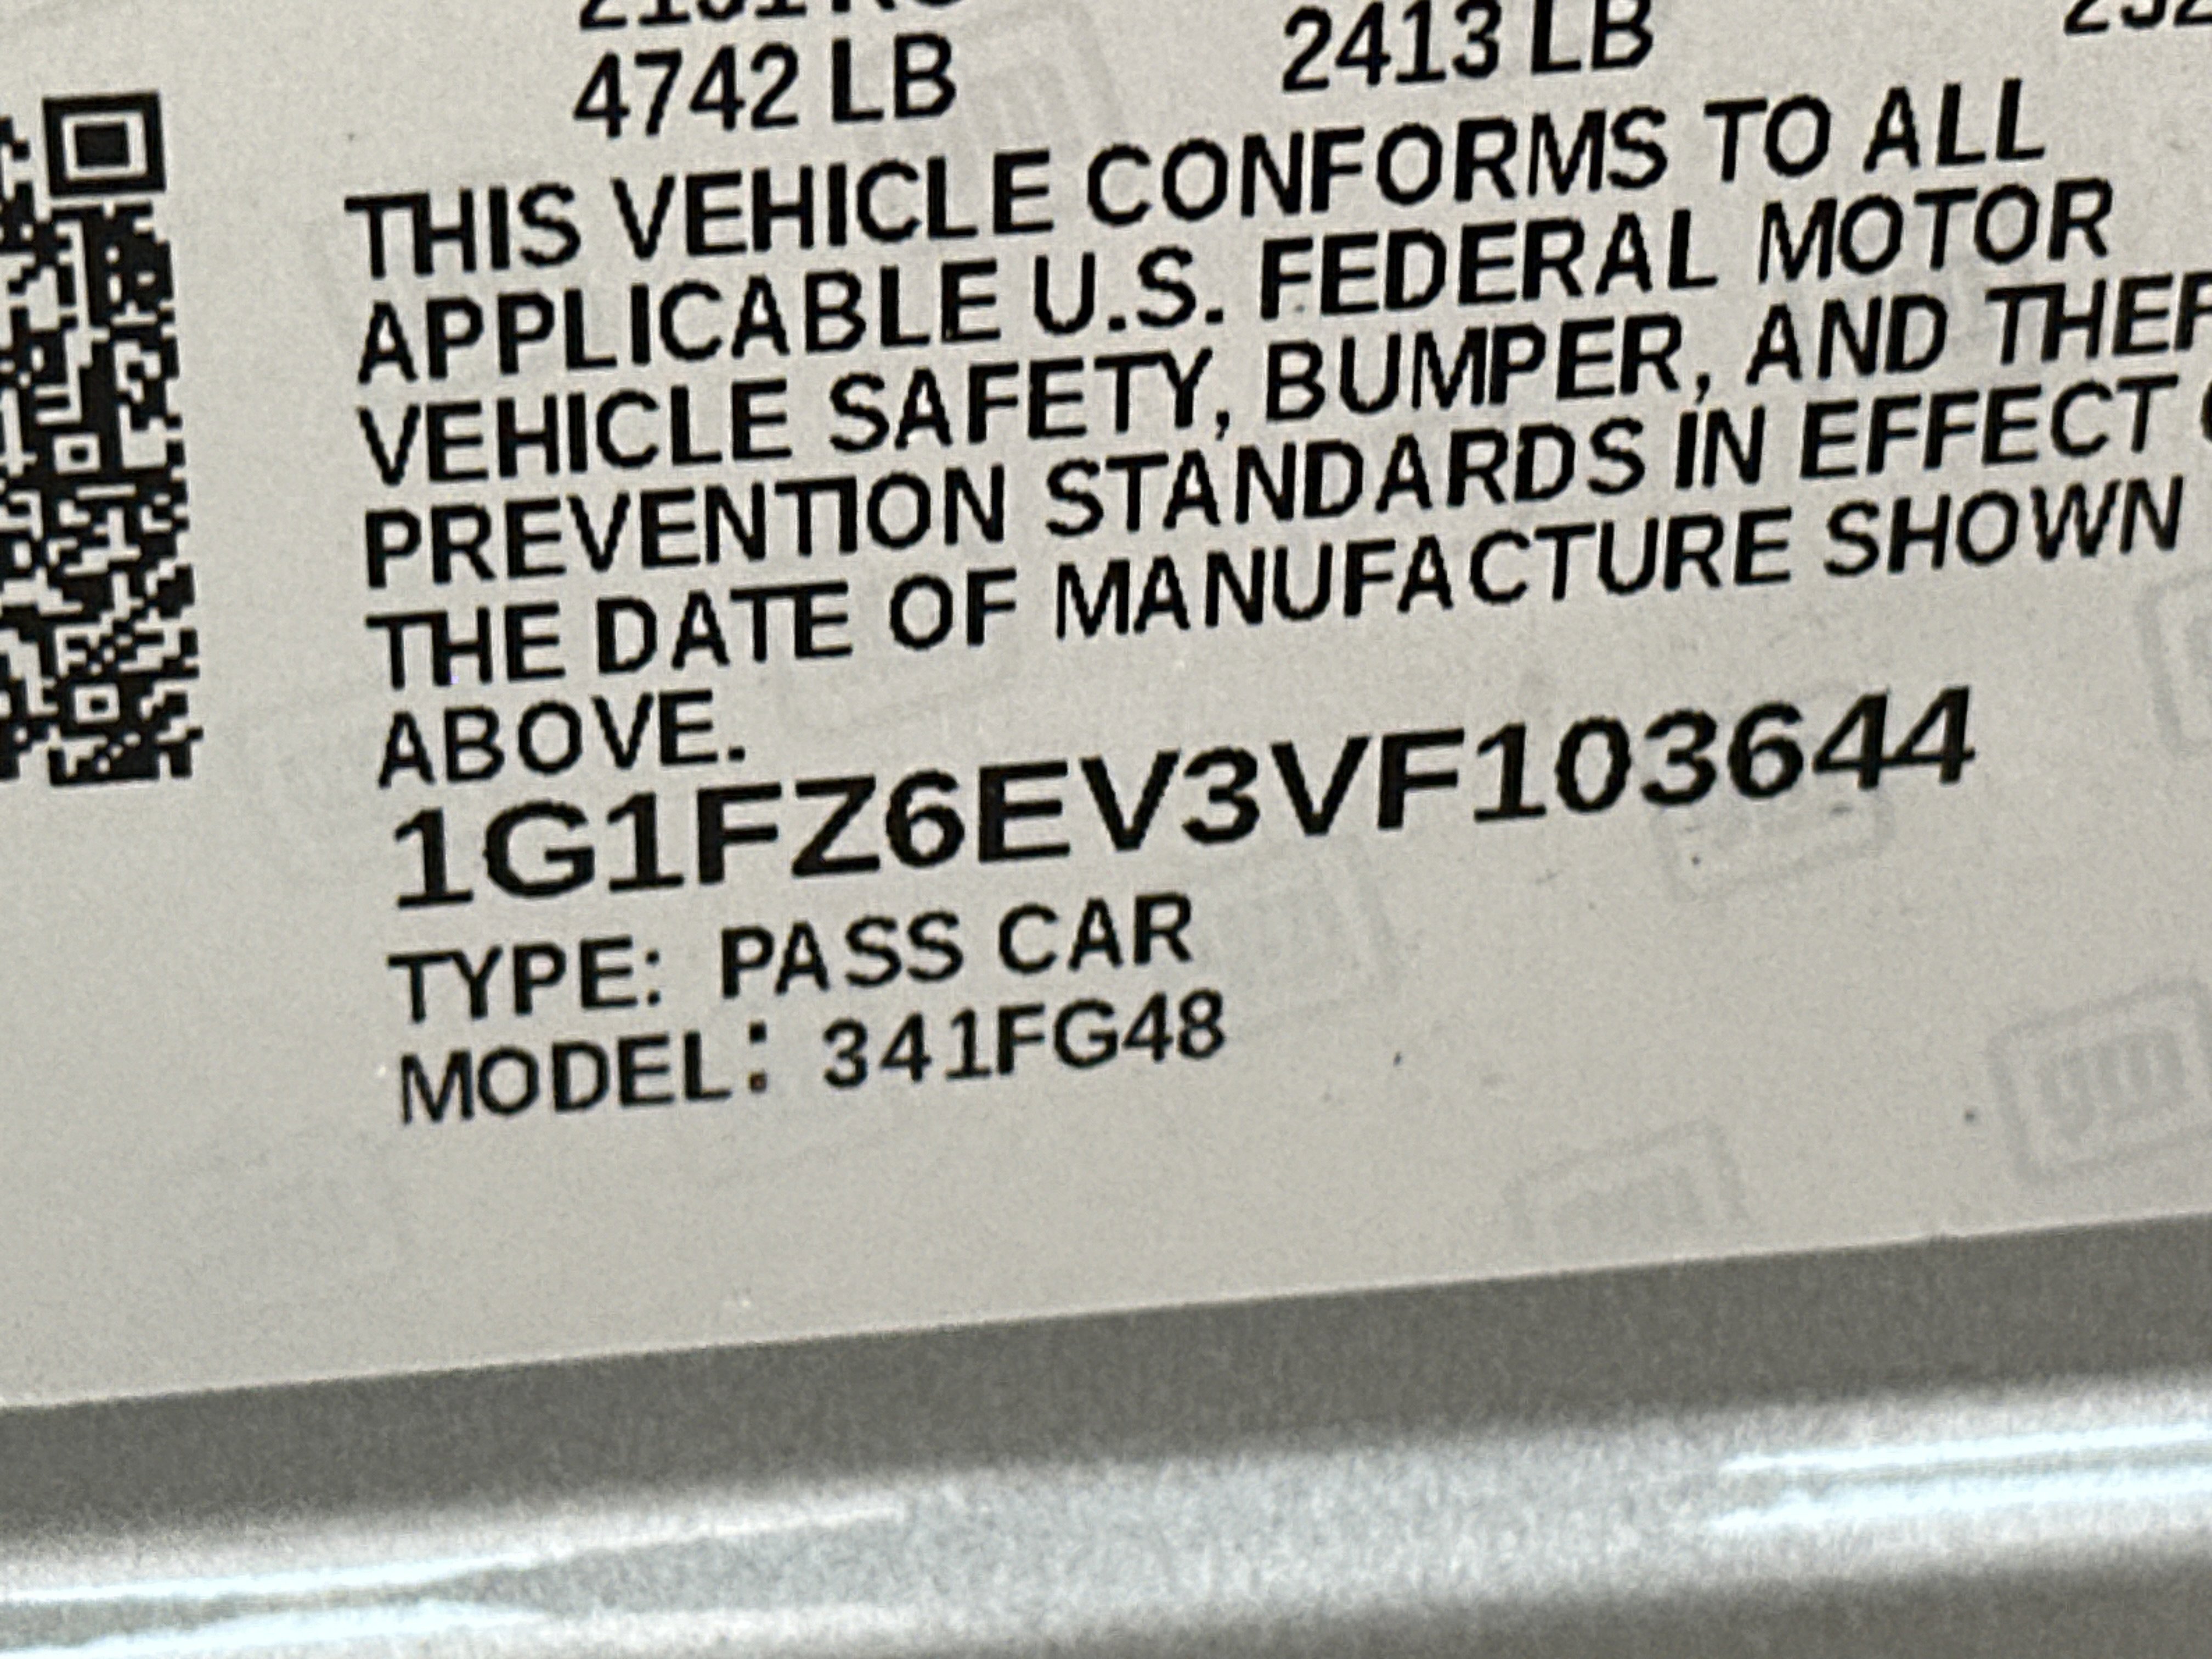 4742 LB 2413 LB
THIS VEHICLE CONFORMS TO ALL
APPLICABLE U.S. FEDERAL MOTOR
VEHICLE SAFETY, BUMPER, AND
PREVENTION STANDARDS IN EFFECT
THE DATE OF MANUFACTURE SHOWN
ABOVE.
1G1FZ6EV3VF103644
TYPE: PASS CAR
MODEL: 341FG48
gm